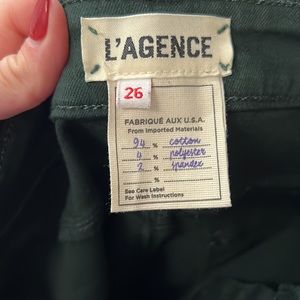 L'AGENCE
26
FABRIQUÉ AUX U.S.A.
From Imported Materials
94 % cotton
4 % polyester
2 % spandex
%
See Care Label
For Wash Instructions